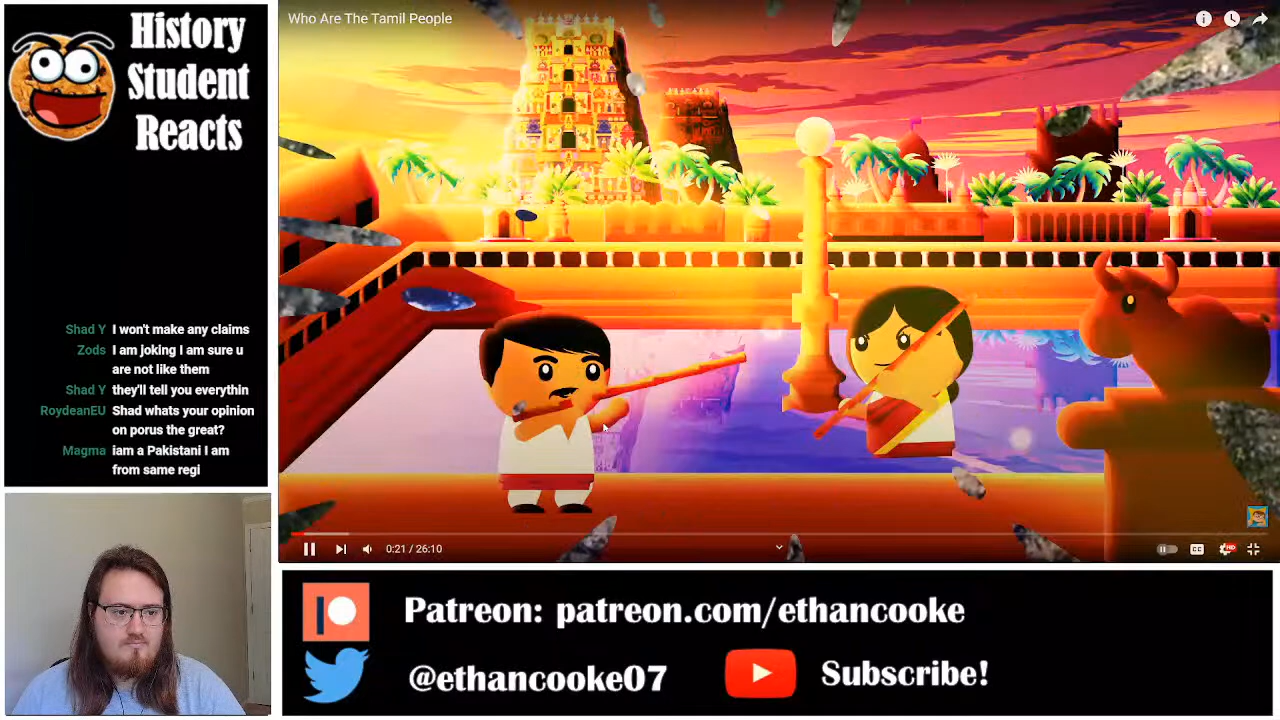 History
Student
Reacts
Who Are The Tamil People
Shad Y I won't make any claims
Zods I am joking I am sure u
are not like them
Shad Y they'll tell you everythin
RoydeanEU Shad whats your opinion
on porus the great?
Magma iam a Pakistani I am
from same regi
0:21 / 26:10
CC
HD
Patreon: patreon.com/ethancooke
@ethancooke07
Subscribe!